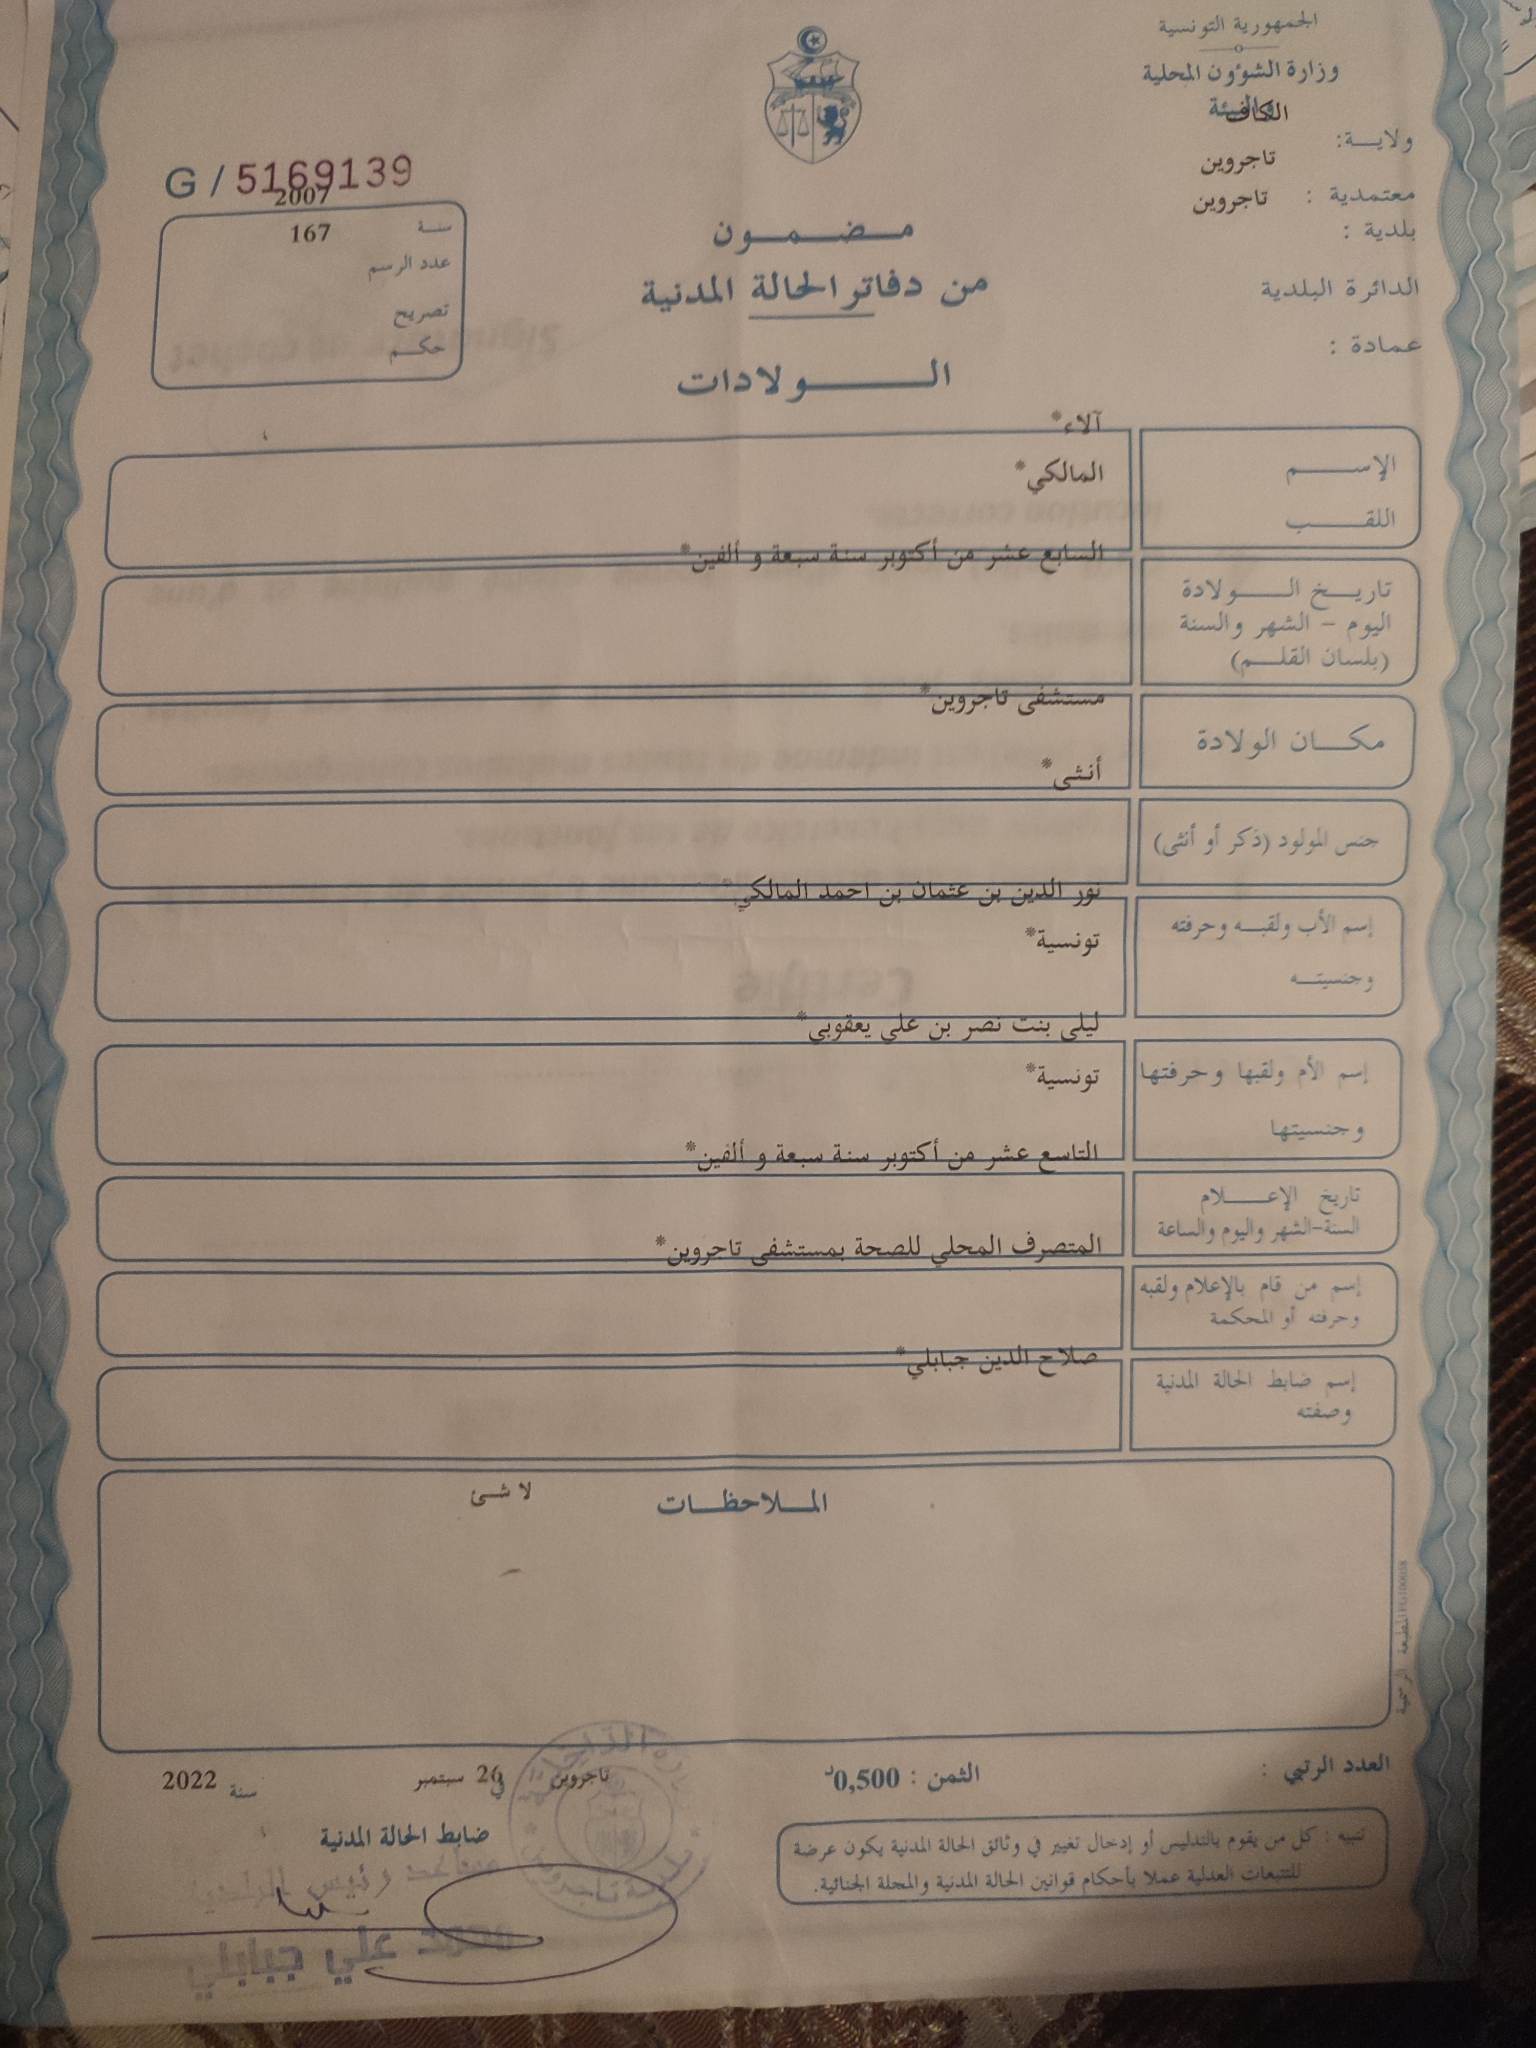 الجمهورية التونسية
وزارة الشؤون المحلية
والبيئة
ولاية: الكاف
معتمدية : تاجروين
بلدية : تاجروين
الدائرة البلدية
عمادة :
G / 5169139
سنة 2007
عدد الرسم 167
تصريح
حكم
مضمون
من دفاتر الحالة المدنية
الولادات
الإسم آلاء*
اللقب المالكي*
تاريخ الولادة السابع عشر من أكتوبر سنة سبعة و ألفين*
اليوم - الشهر والسنة
(بلسان القلم)
مكان الولادة مستشفى تاجروين*
جنس المولود (ذكر أو أنثى) أنثى*
إسم الأب ولقبه وحرفته نور الدين بن عثمان بن احمد المالكي*
وجنسيته تونسية*
إسم الأم ولقبها وحرفتها ليلى بنت نصر بن علي يعقوبي*
وجنسيتها تونسية*
تاريخ الإعلام التاسع عشر من أكتوبر سنة سبعة و ألفين*
السنة-الشهر واليوم والساعة
إسم من قام بالإعلام ولقبه المتصرف المحلي للصحة بمستشفى تاجروين*
وحرفته أو المحكمة
إسم ضابط الحالة المدنية صلاح الدين جبابلي*
وصفته
الملاحظات لا شئ
المطبعة الرسمية
العدد الرتبي :
الثمن : 0,500د
تاجروين في 26 سبتمبر سنة 2022
ضابط الحالة المدنية
تنبيه : كل من يقوم بالتدليس أو إدخال تغيير في وثائق الحالة المدنية يكون عرضة
للتتبعات العدلية عملا بأحكام قوانين الحالة المدنية والمجلة الجنائية.
محمد علي جبابلي